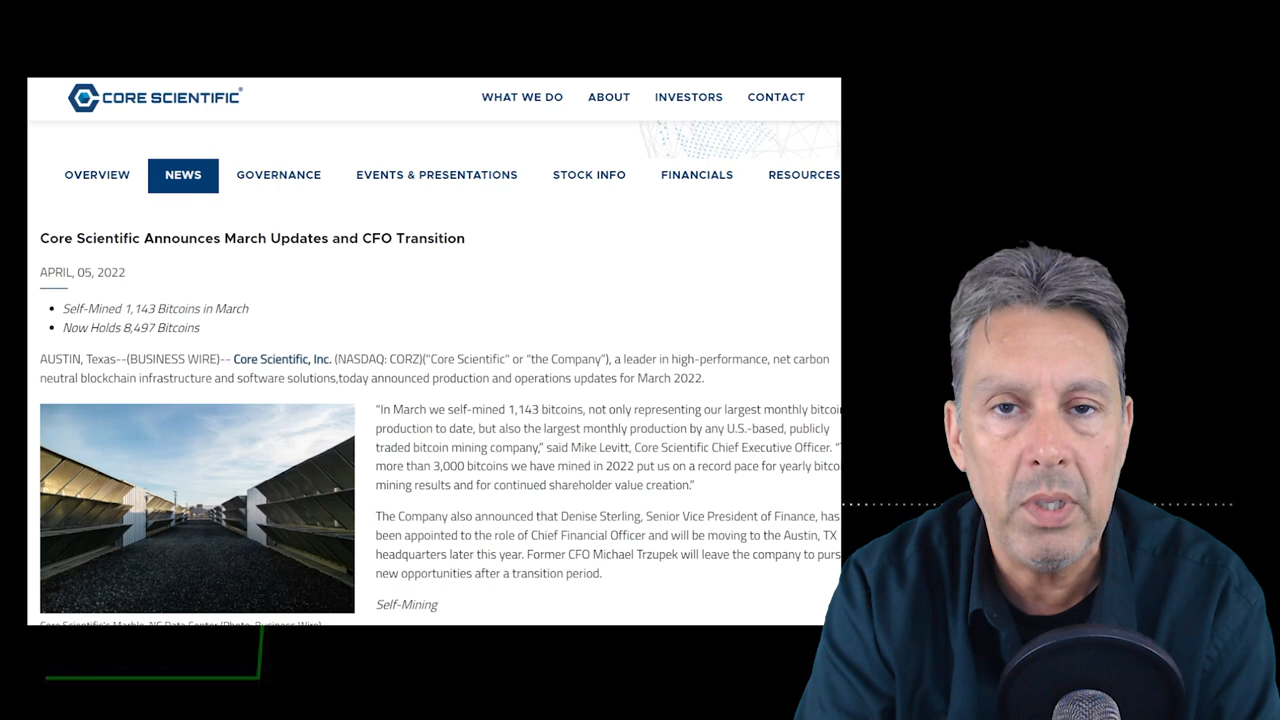 CORE SCIENTIFIC®
WHAT WE DO ABOUT INVESTORS CONTACT
OVERVIEW NEWS GOVERNANCE EVENTS & PRESENTATIONS STOCK INFO FINANCIALS RESOURCES
Core Scientific Announces March Updates and CFO Transition
APRIL, 05, 2022
• Self-Mined 1,143 Bitcoins in March
• Now Holds 8,497 Bitcoins
AUSTIN, Texas--(BUSINESS WIRE)-- Core Scientific, Inc. (NASDAQ: CORZ)("Core Scientific" or "the Company"), a leader in high-performance, net carbon
neutral blockchain infrastructure and software solutions,today announced production and operations updates for March 2022.
"In March we self-mined 1,143 bitcoins, not only representing our largest monthly bitcoi
production to date, but also the largest monthly production by any U.S.-based, publicly
traded bitcoin mining company," said Mike Levitt, Core Scientific Chief Executive Officer.
more than 3,000 bitcoins we have mined in 2022 put us on a record pace for yearly bitco
mining results and for continued shareholder value creation."
The Company also announced that Denise Sterling, Senior Vice President of Finance, has
been appointed to the role of Chief Financial Officer and will be moving to the Austin, TX
headquarters later this year. Former CFO Michael Trzupek will leave the company to purs
new opportunities after a transition period.
Self-Mining
Core Scientific's Marble, NC Data Center (Photo: Business Wire)